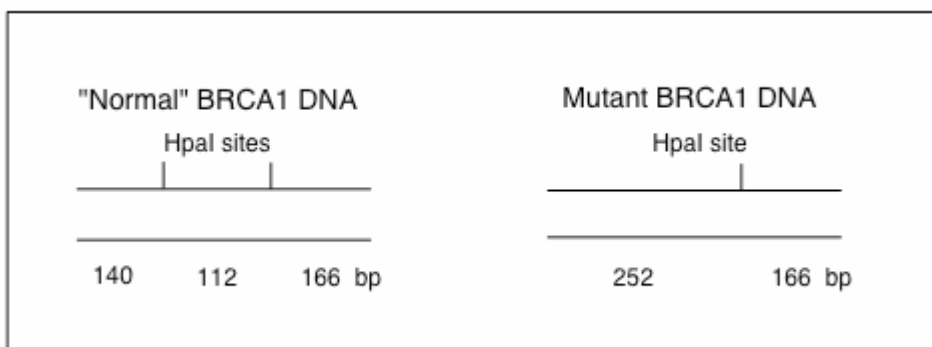 "Normal" BRCA1 DNA
HpaI sites
140 112 166 bp
Mutant BRCA1 DNA
HpaI site
252 166 bp